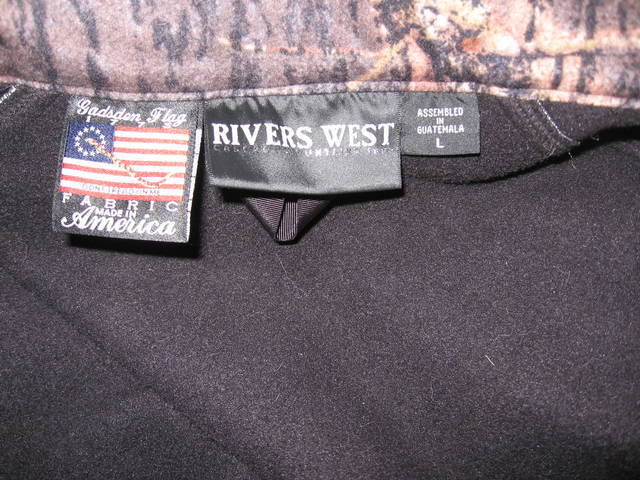 Gadsden Flag
FABRIC
MADE IN
America
RIVERS WEST
ASSEMBLED
IN
GUATEMALA
L